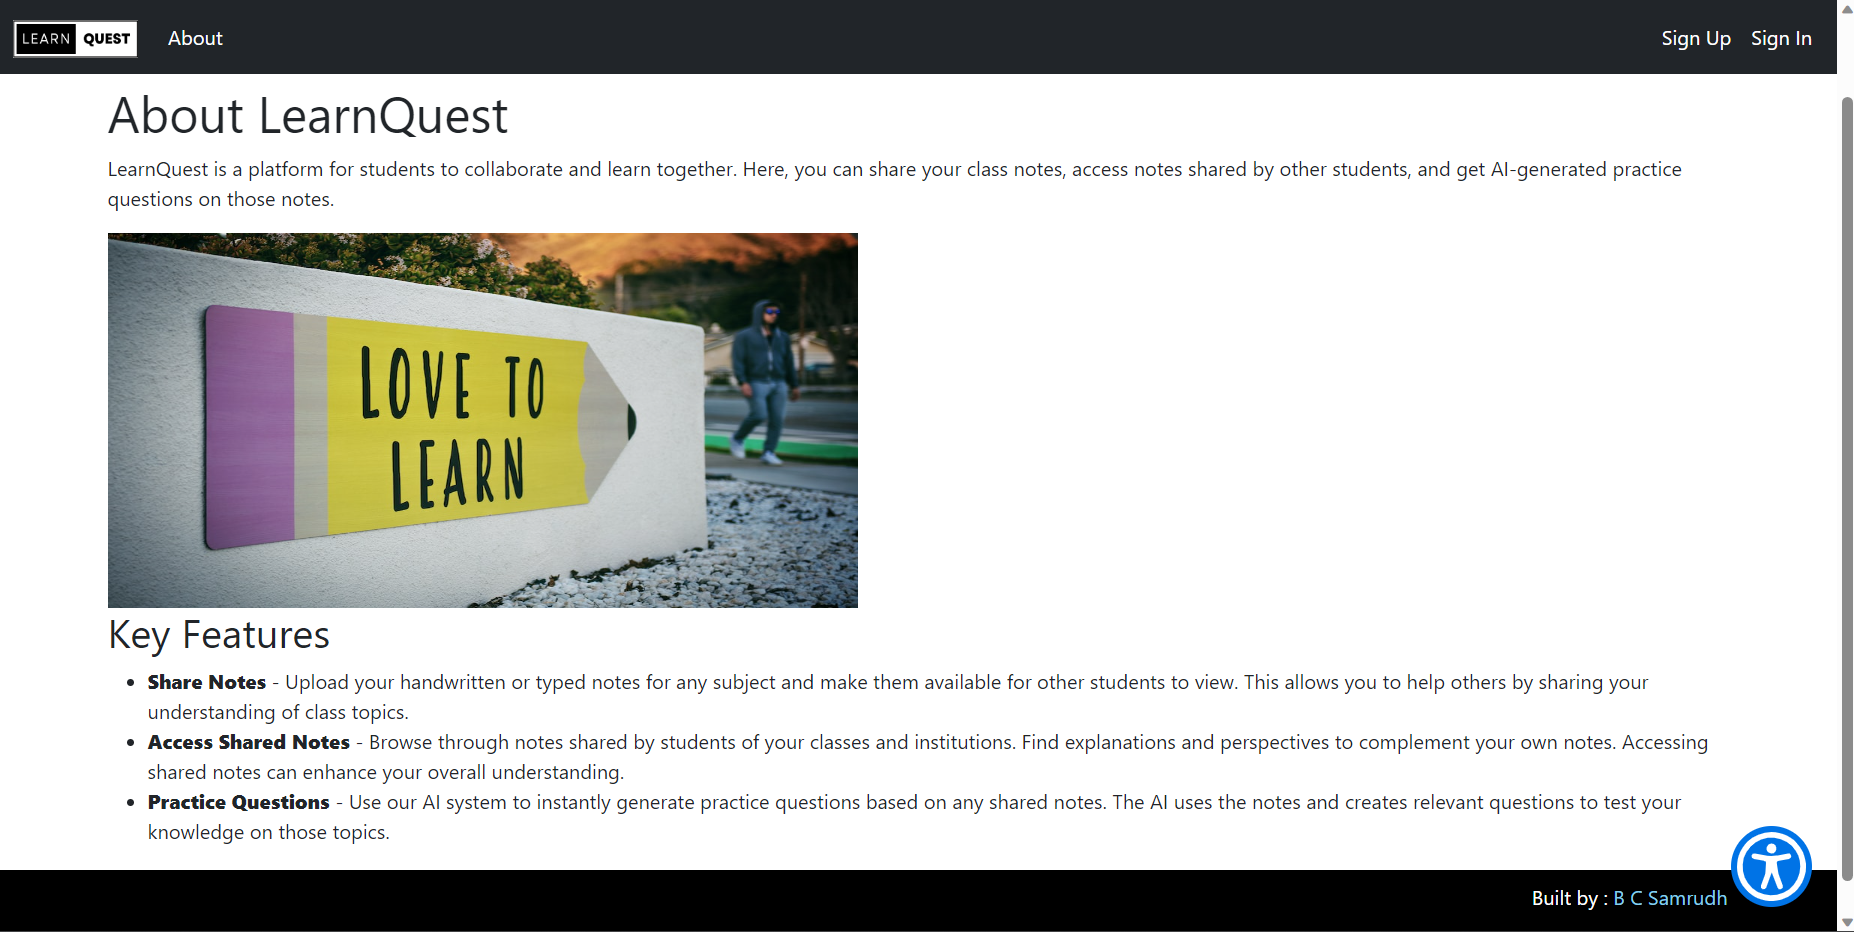 LEARN QUEST About Sign Up Sign In
About LearnQuest
LearnQuest is a platform for students to collaborate and learn together. Here, you can share your class notes, access notes shared by other students, and get AI-generated practice
questions on those notes.
LOVE TO
LEARN
Key Features
• Share Notes - Upload your handwritten or typed notes for any subject and make them available for other students to view. This allows you to help others by sharing your
understanding of class topics.
• Access Shared Notes - Browse through notes shared by students of your classes and institutions. Find explanations and perspectives to complement your own notes. Accessing
shared notes can enhance your overall understanding.
• Practice Questions - Use our AI system to instantly generate practice questions based on any shared notes. The AI uses the notes and creates relevant questions to test your
knowledge on those topics.
Built by : B C Samrudh